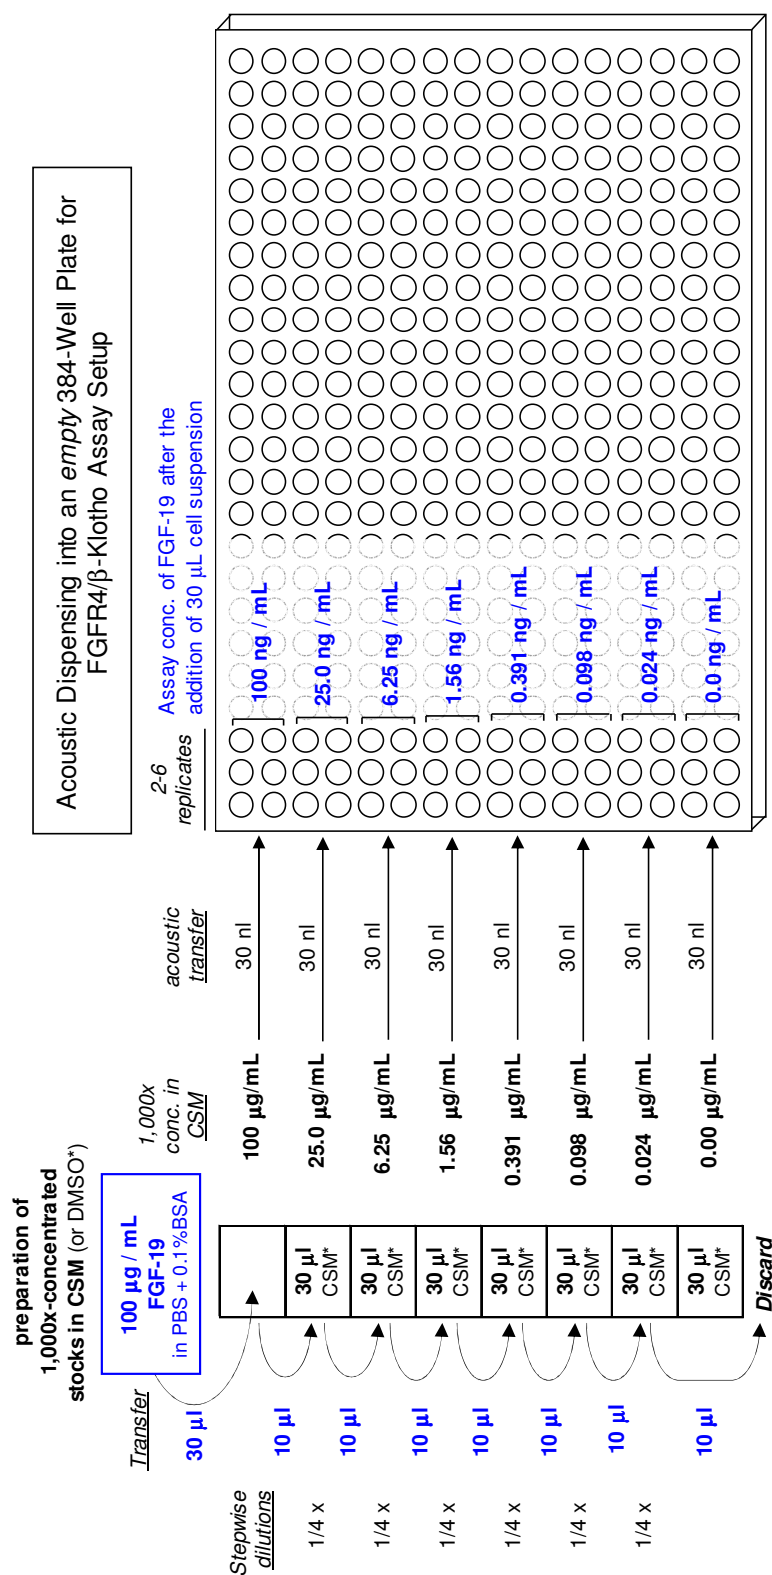 Acoustic Dispensing into an empty 384-Well Plate for
FGFR4/β-Klotho Assay Setup
preparation of
1,000x-concentrated
stocks in CSM (or DMSO*)
Stepwise
dilutions
Transfer
1,000x
conc. in
CSM
acoustic
transfer
2-6
replicates
Assay conc. of FGF-19 after the
addition of 30 µL cell suspension
30 µl
100 µg / mL
FGF-19
in PBS + 0.1%BSA
100 µg/mL
30 nl
100 ng / mL
1/4 x
10 µl
30 µl
CSM*
25.0 µg/mL
30 nl
25.0 ng / mL
1/4 x
10 µl
30 µl
CSM*
6.25 µg/mL
30 nl
6.25 ng / mL
1/4 x
10 µl
30 µl
CSM*
1.56 µg/mL
30 nl
1.56 ng / mL
1/4 x
10 µl
30 µl
CSM*
0.391 µg/mL
30 nl
0.391 ng / mL
1/4 x
10 µl
30 µl
CSM*
0.098 µg/mL
30 nl
0.098 ng / mL
1/4 x
10 µl
30 µl
CSM*
0.024 µg/mL
30 nl
0.024 ng / mL
10 µl
30 µl
CSM*
0.00 µg/mL
30 nl
0.0 ng / mL
Discard